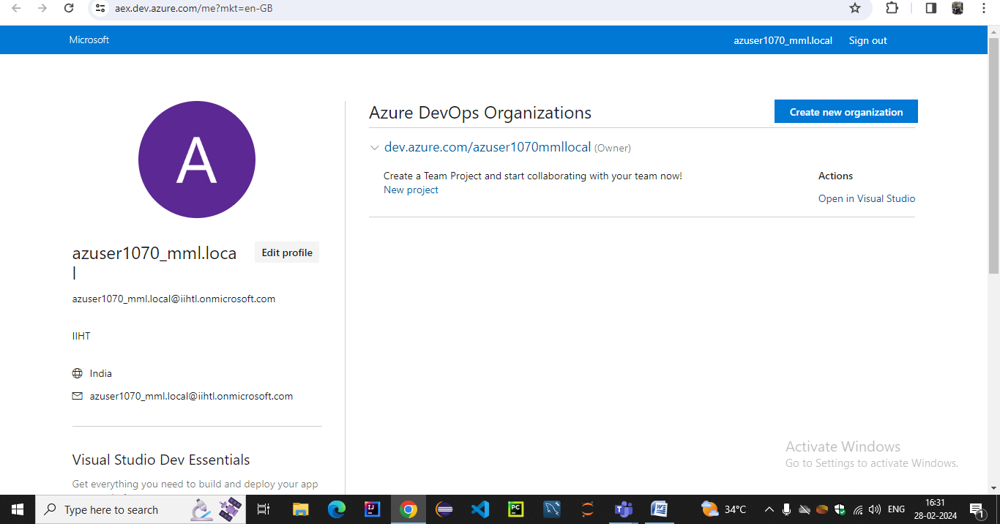 aex.dev.azure.com/me?mkt=en-GB
Microsoft
azuser1070_mml.local
Sign out
A
azuser1070_mml.loca
l
Edit profile
azuser1070_mml.local@iihtl.onmicrosoft.com
IIHT
India
azuser1070_mml.local@iihtl.onmicrosoft.com
Visual Studio Dev Essentials
Get everything you need to build and deploy your app
Azure DevOps Organizations
Create new organization
dev.azure.com/azuser1070mmllocal (Owner)
Create a Team Project and start collaborating with your team now!
New project
Actions
Open in Visual Studio
Activate Windows
Go to Settings to activate Windows.
Type here to search
34°C
ENG
16:31
28-02-2024
1